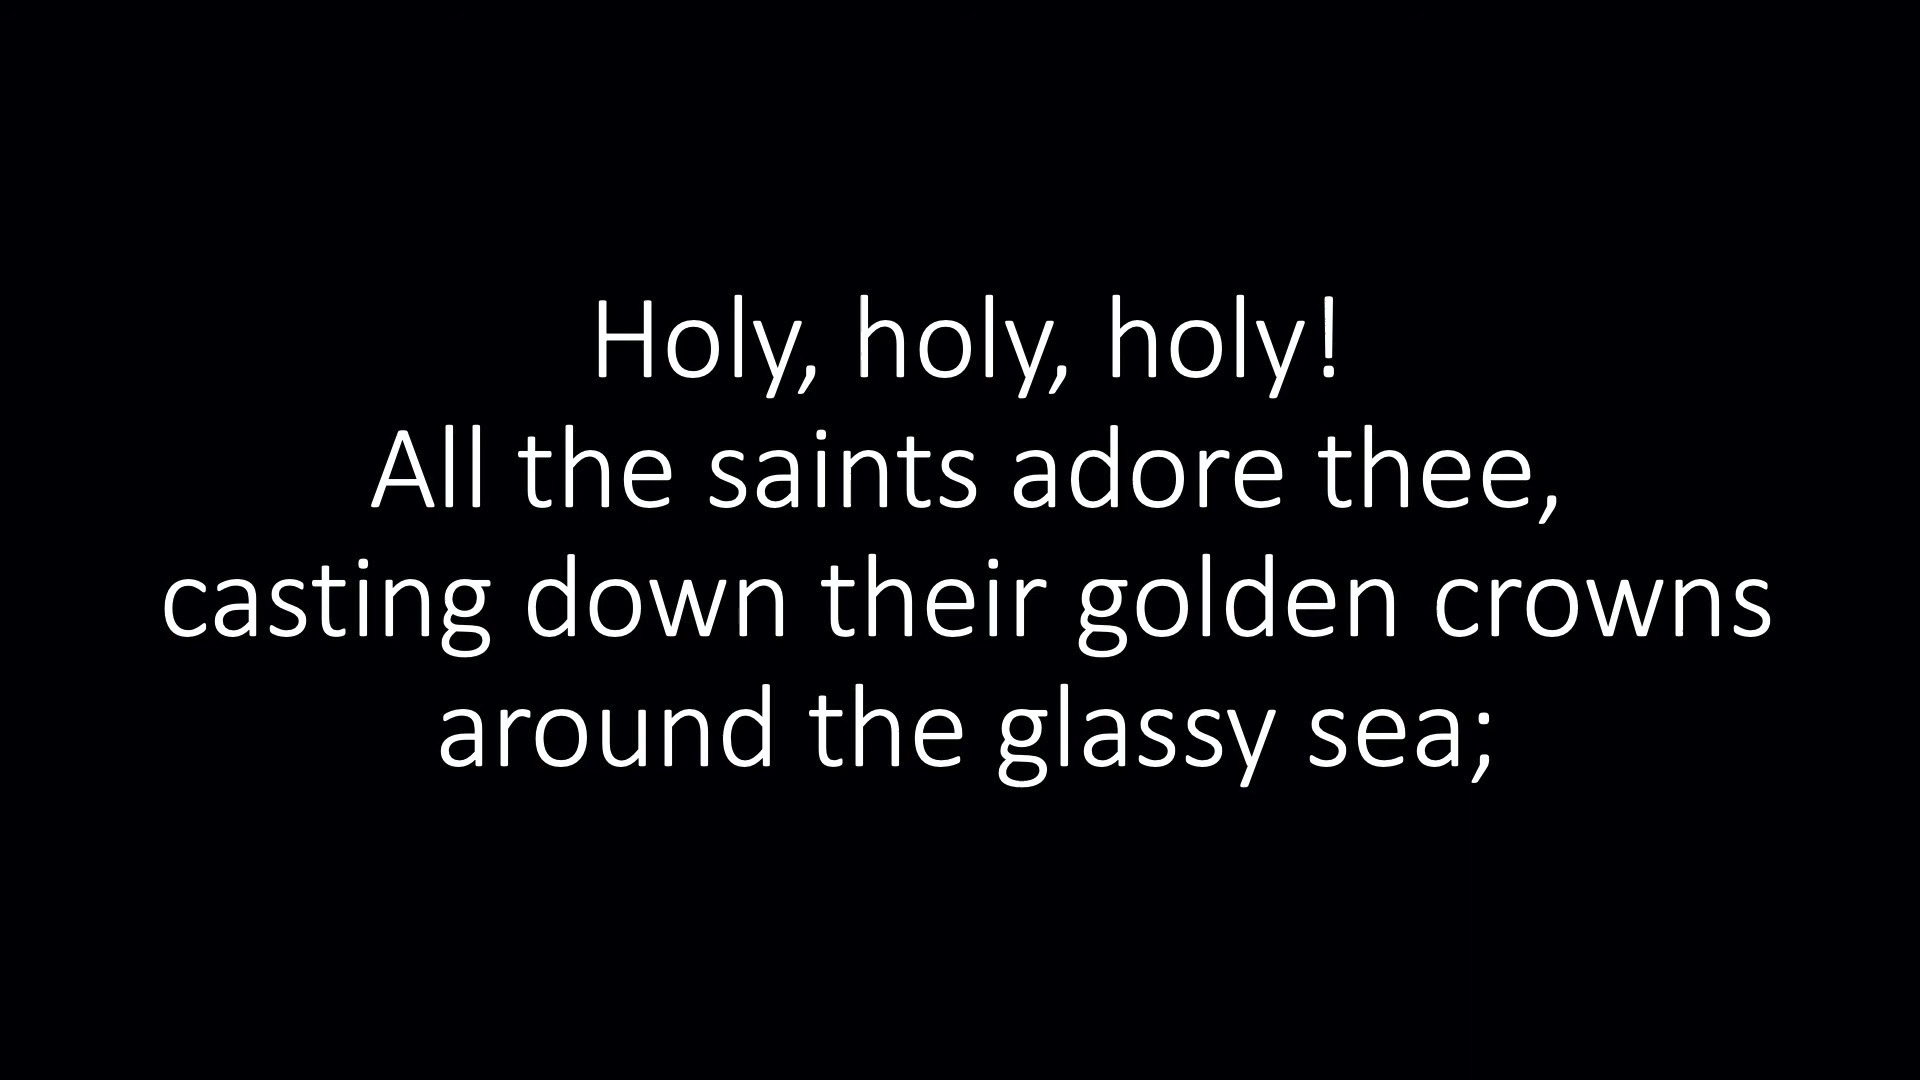 Holy, holy, holy!
All the saints adore thee,
casting down their golden crowns
around the glassy sea;